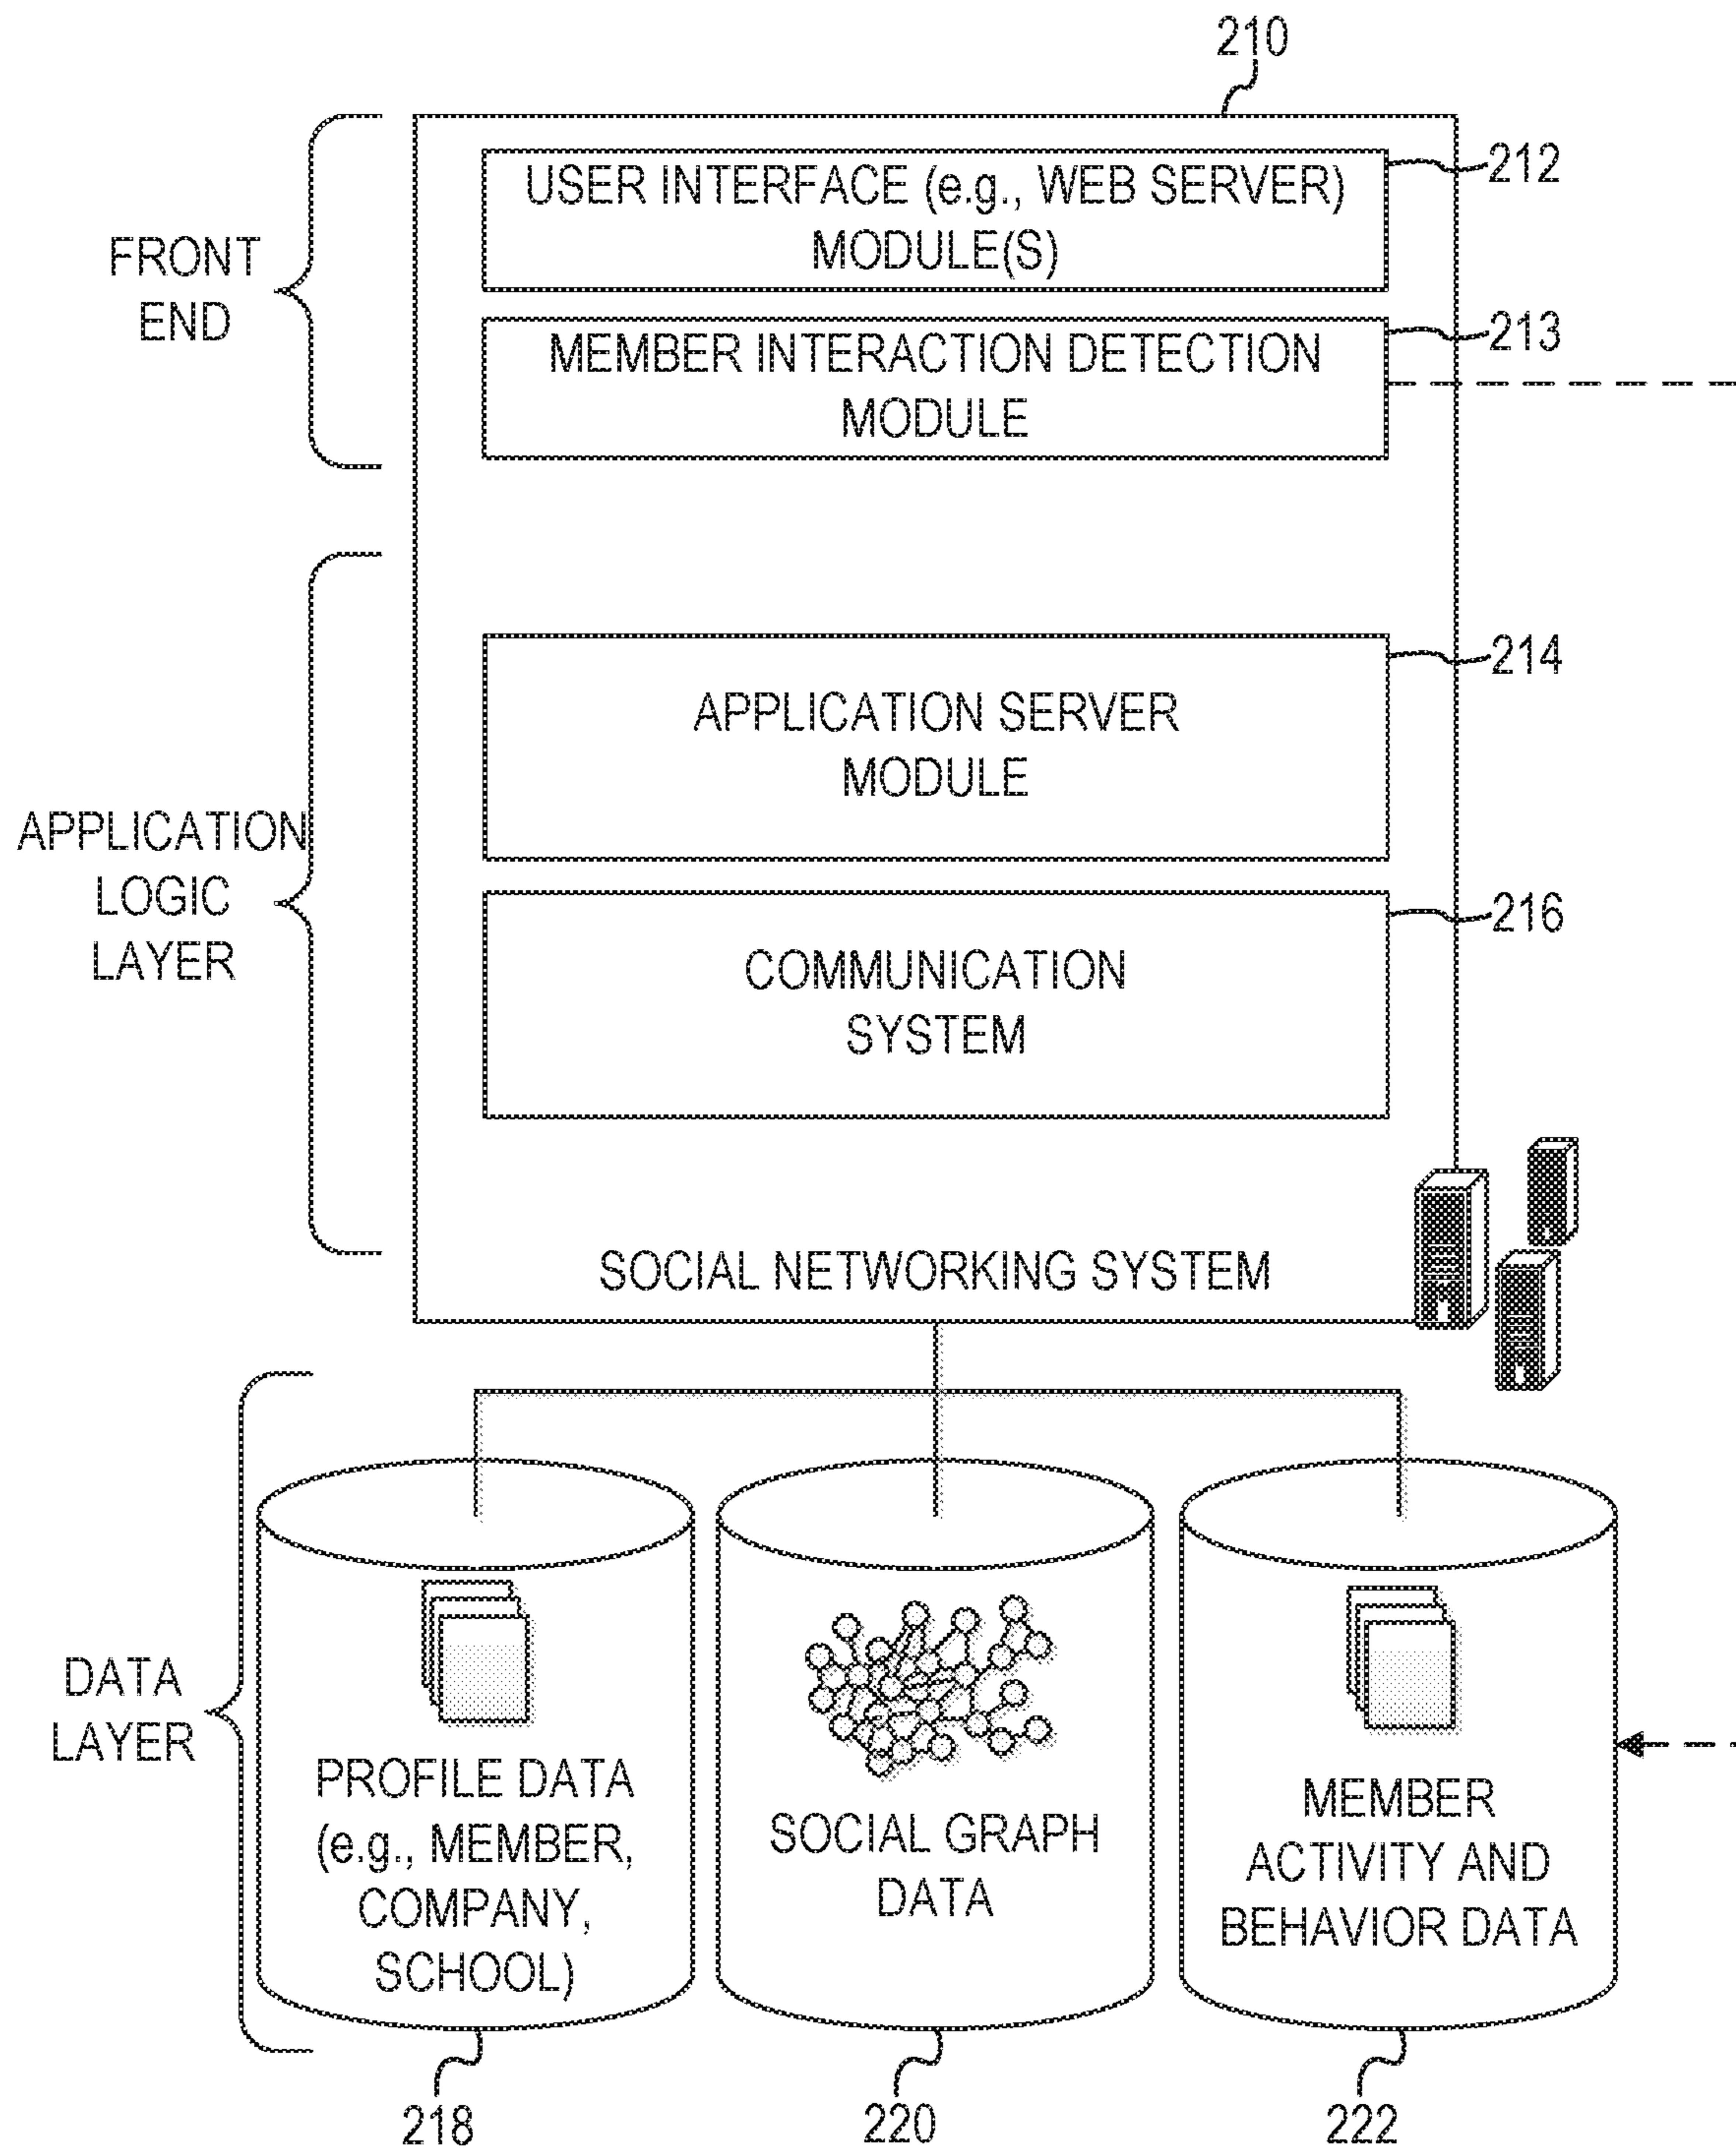 210
USER INTERFACE (e.g., WEB SERVER)
MODULE(S)
212
FRONT
END
MEMBER INTERACTION DETECTION
MODULE
213
APPLICATION SERVER
MODULE
214
APPLICATION
LOGIC
LAYER
COMMUNICATION
SYSTEM
216
SOCIAL NETWORKING SYSTEM
DATA
LAYER
PROFILE DATA
(e.g., MEMBER,
COMPANY,
SCHOOL)
SOCIAL GRAPH
DATA
MEMBER
ACTIVITY AND
BEHAVIOR DATA
218
220
222